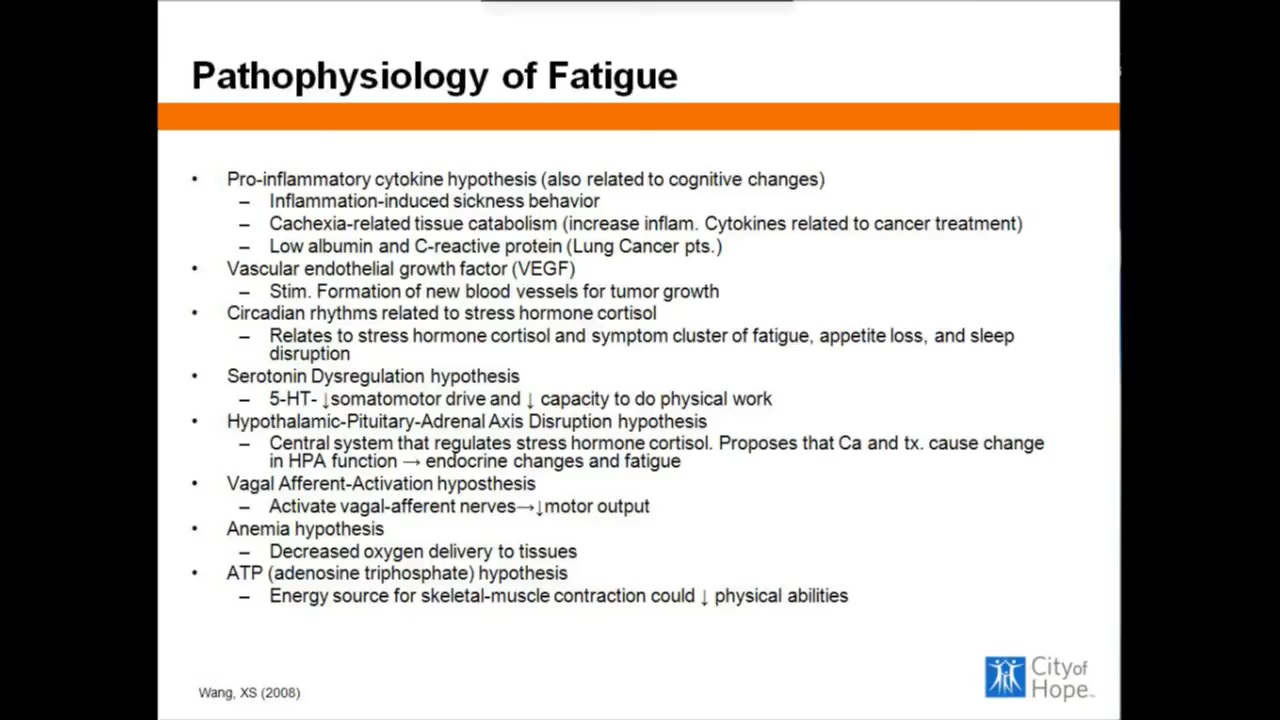 Pathophysiology of Fatigue
• Pro-inflammatory cytokine hypothesis (also related to cognitive changes)
– Inflammation-induced sickness behavior
– Cachexia-related tissue catabolism (increase inflam. Cytokines related to cancer treatment)
– Low albumin and C-reactive protein (Lung Cancer pts.)
• Vascular endothelial growth factor (VEGF)
– Stim. Formation of new blood vessels for tumor growth
• Circadian rhythms related to stress hormone cortisol
– Relates to stress hormone cortisol and symptom cluster of fatigue, appetite loss, and sleep
disruption
• Serotonin Dysregulation hypothesis
– 5-HT- ↓somatomotor drive and ↓ capacity to do physical work
• Hypothalamic-Pituitary-Adrenal Axis Disruption hypothesis
– Central system that regulates stress hormone cortisol. Proposes that Ca and tx. cause change
in HPA function → endocrine changes and fatigue
• Vagal Afferent-Activation hyposthesis
– Activate vagal-afferent nerves→↓motor output
• Anemia hypothesis
– Decreased oxygen delivery to tissues
• ATP (adenosine triphosphate) hypothesis
– Energy source for skeletal-muscle contraction could ↓ physical abilities
Wang, XS (2008)
City of
Hope™